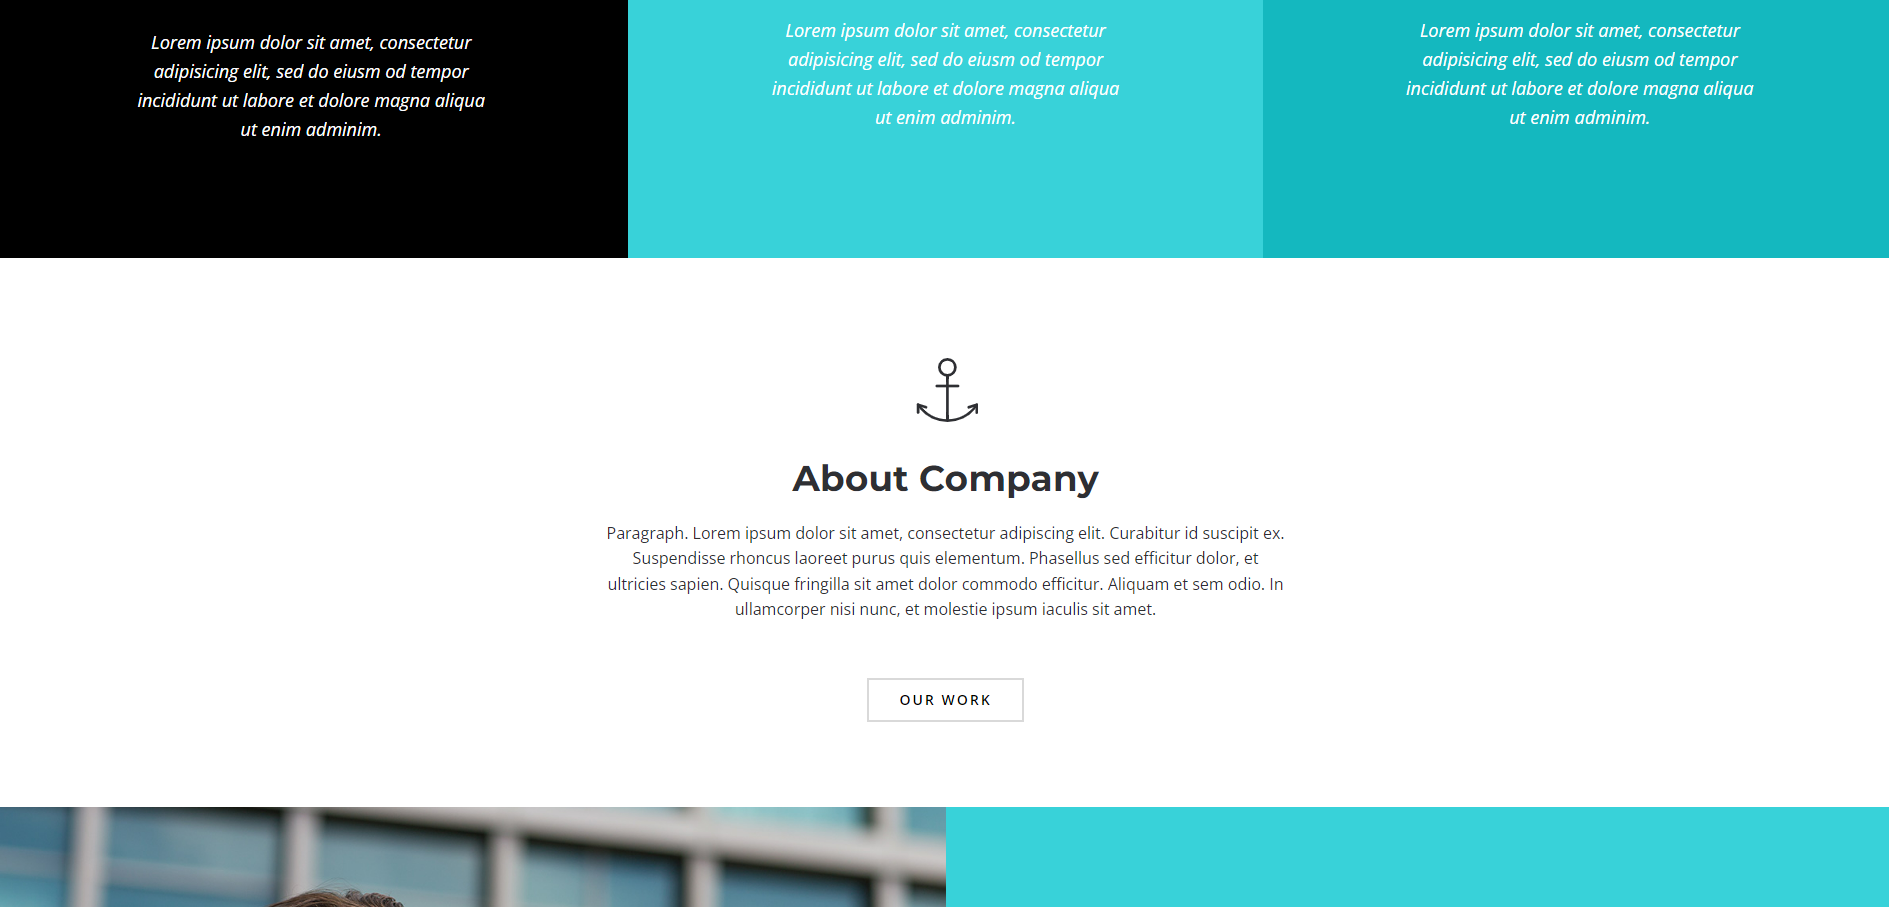 Lorem ipsum dolor sit amet, consectetur
adipisicing elit, sed do eiusm od tempor
incididunt ut labore et dolore magna aliqua
ut enim adminim.
Lorem ipsum dolor sit amet, consectetur
adipisicing elit, sed do eiusm od tempor
incididunt ut labore et dolore magna aliqua
ut enim adminim.
Lorem ipsum dolor sit amet, consectetur
adipisicing elit, sed do eiusm od tempor
incididunt ut labore et dolore magna aliqua
ut enim adminim.
About Company
Paragraph. Lorem ipsum dolor sit amet, consectetur adipiscing elit. Curabitur id suscipit ex.
Suspendisse rhoncus laoreet purus quis elementum. Phasellus sed efficitur dolor, et
ultricies sapien. Quisque fringilla sit amet dolor commodo efficitur. Aliquam et sem odio. In
ullamcorper nisi nunc, et molestie ipsum iaculis sit amet.
OUR WORK